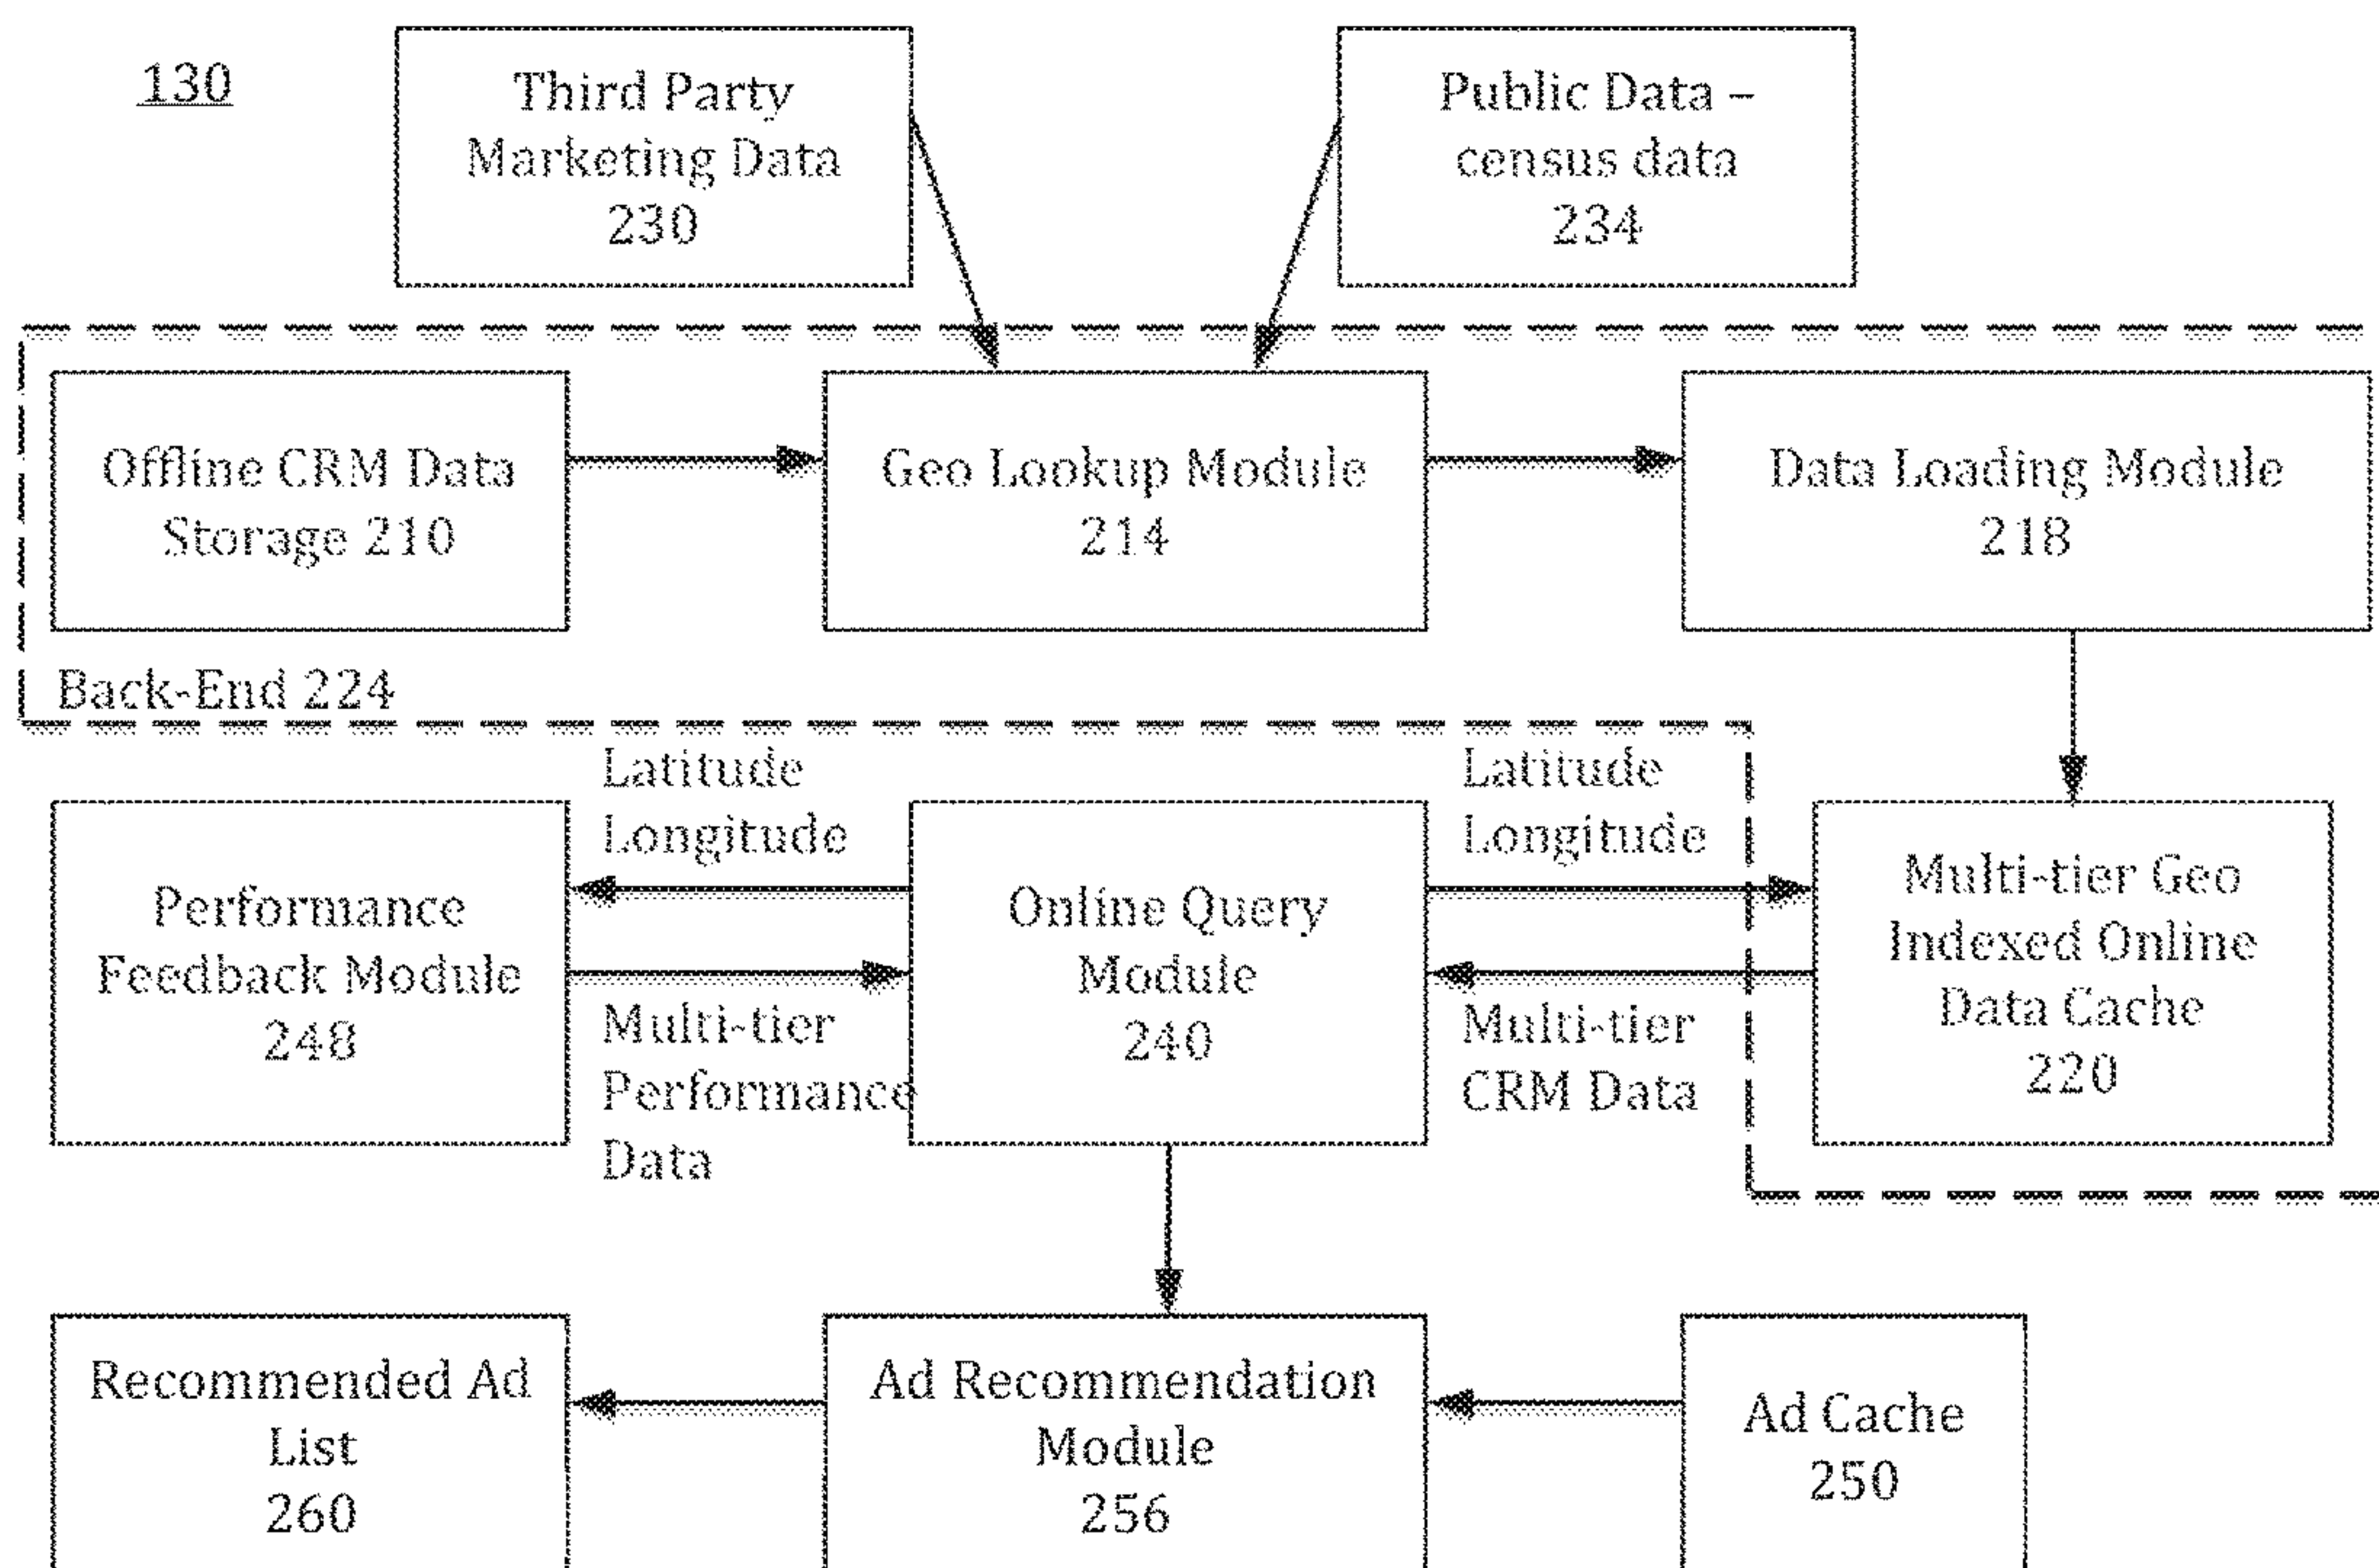 130
Third Party
Marketing Data
230
Public Data –
census data
234
Offline CRM Data
Storage 210
Geo Lookup Module
214
Data Loading Module
218
Back-End 224
Latitude
Longitude
Latitude
Longitude
Performance
Feedback Module
248
Online Query
Module
240
Multi-tier Geo
Indexed Online
Data Cache
220
Multi-tier
Performance
Data
Multi-tier
CRM Data
Recommended Ad
List
260
Ad Recommendation
Module
256
Ad Cache
250